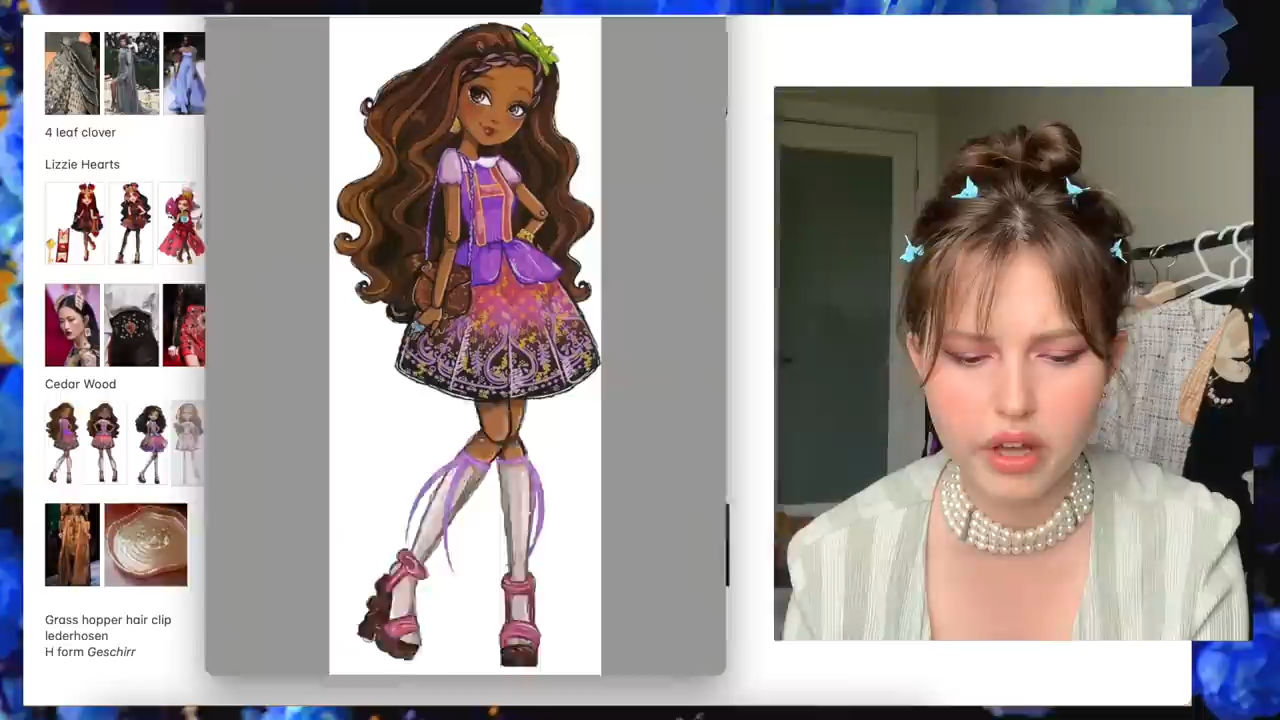 4 leaf clover
Lizzie Hearts
Cedar Wood
Grass hopper hair clip
lederhosen
H form Geschirr